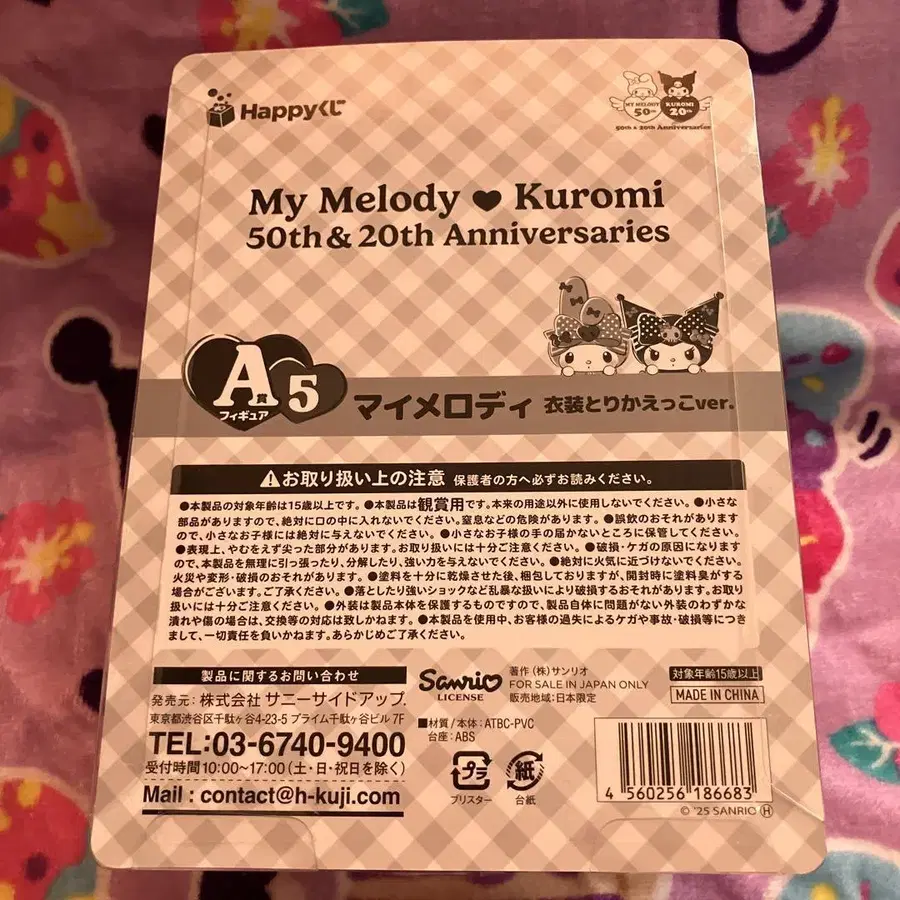 Happyくじ
MY MELODY 50th KUROMI 20th
50th & 20th Anniversaries
My Melody ♥ Kuromi
50th & 20th Anniversaries
A賞 フィギュア 5
マイメロディ 衣装とりかえっこver.
⚠お取り扱い上の注意 保護者の方へ必ずお読みください。
●本製品の対象年齢は15歳以上です。●本製品は観賞用です。本来の用途以外に使用しないでください。●小さな
部品がありますので、絶対に口の中に入れないでください。窒息などの危険があります。●誤飲のおそれがあります
ので、小さなお子様には絶対に与えないでください。●小さなお子様の手の届かないところに保管してください。
●表現上、やむをえず尖った部分があります。お取り扱いには十分ご注意ください。●破損・ケガの原因になります
ので、本製品を無理に引っ張ったり、分解したり、強い力を与えないでください。●絶対に火気に近づけないでください。
火災や変形・破損のおそれがあります。●塗料を十分に乾燥させた後、梱包しておりますが、開封時に塗料臭がする
場合がございます。ご了承ください。●落としたり強いショックなど乱暴な扱いにより破損するおそれがあります。お取り
扱いには十分ご注意ください。●外装は製品本体を保護するものですので、製品自体に問題がない外装のわずかな
潰れや傷の場合は、交換等の対応は致しかねます。●本製品を使用中、お客様の過失によるケガや事故・破損等につき
まして、一切責任を負いかねます。あらかじめご了承ください。
製品に関するお問い合わせ
発売元：株式会社 サニーサイドアップ
東京都渋谷区千駄ヶ谷4-23-5 プライム千駄ヶ谷ビル 7F
TEL:03-6740-9400
受付時間10:00〜17:00（土・日・祝日を除く）
Mail : contact@h-kuji.com
Sanrio
LICENSE
著作（株）サンリオ
FOR SALE IN JAPAN ONLY
販売地域：日本限定
対象年齢15歳以上
MADE IN CHINA
■材質／本体：ATBC-PVC
台座：ABS
プラ
ブリスター
紙
台紙
4 560256 186683
© '25 SANRIO Ⓗ